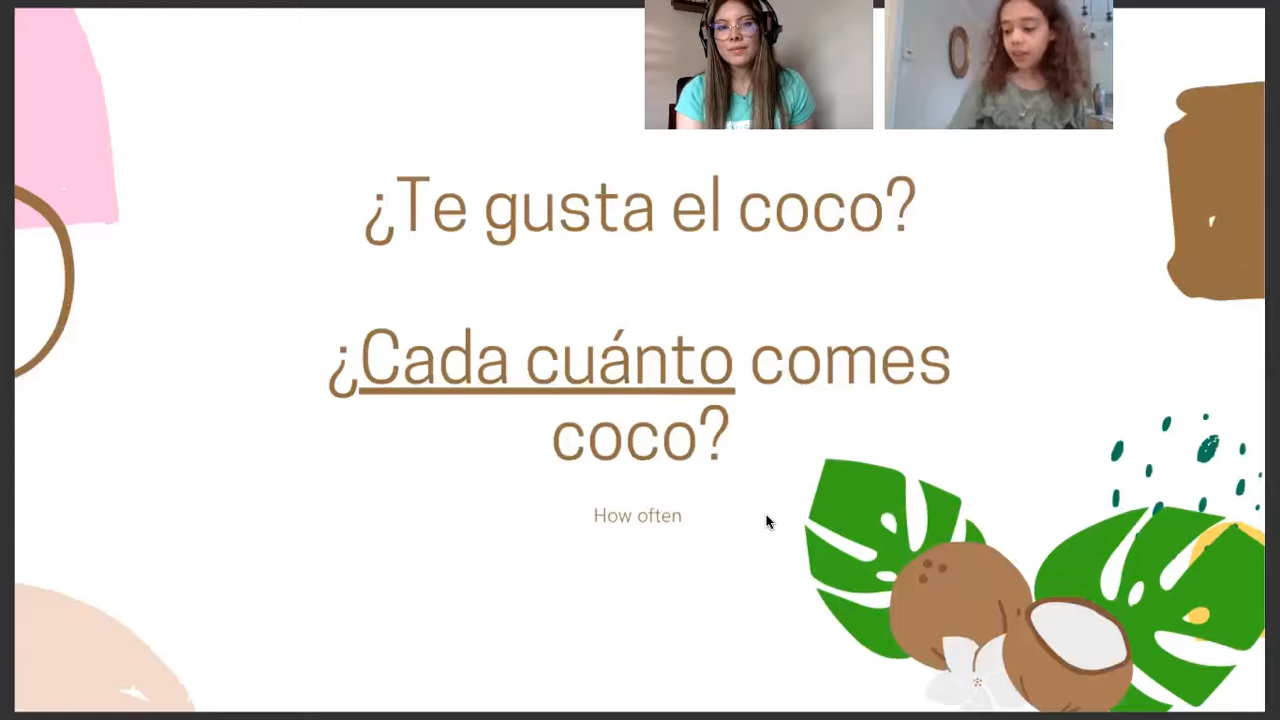 ¿Te gusta el coco?
¿Cada cuánto comes
coco?
How often